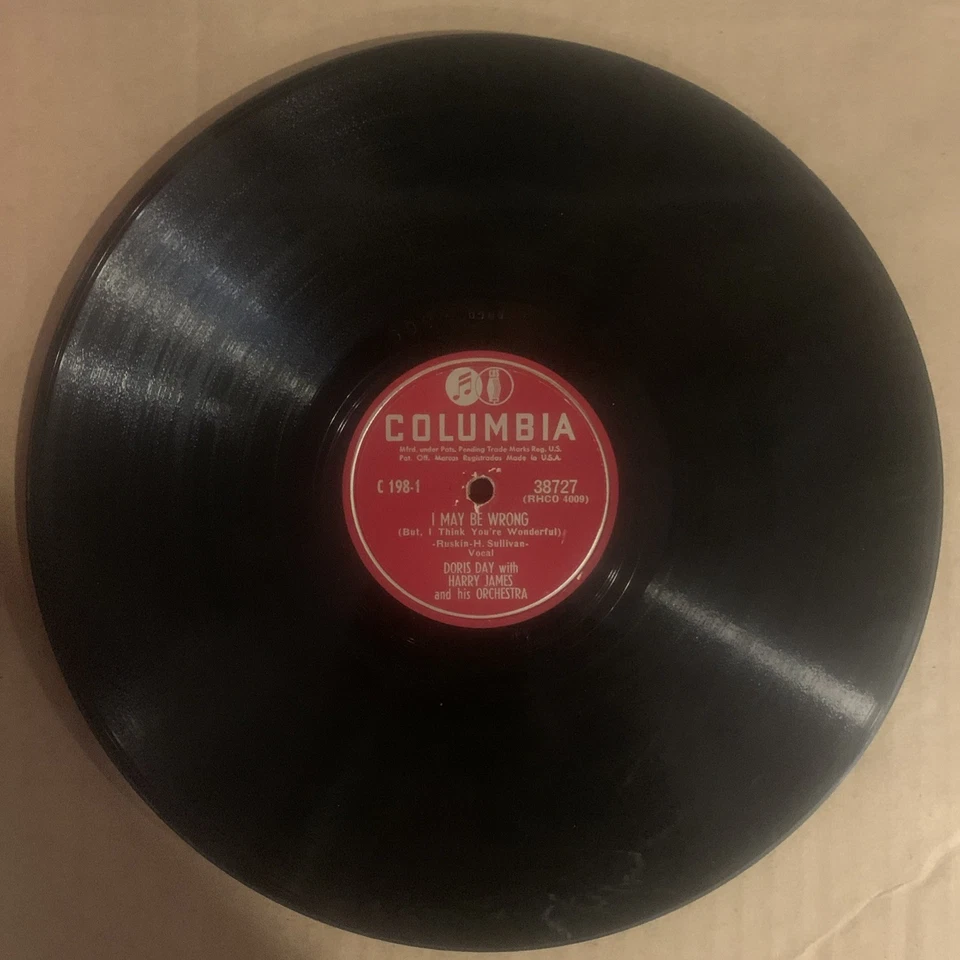 COLUMBIA
Mfrd. under Pats. Pending Trade Marks Reg. U.S.
Pat. Off. Marcas Registradas Made in U.S.A.
C 198-1 38727
(RHCO 4009)
I MAY BE WRONG
(But, I Think You're Wonderful)
-Ruskin-H. Sullivan-
Vocal
DORIS DAY with
HARRY JAMES
and his ORCHESTRA